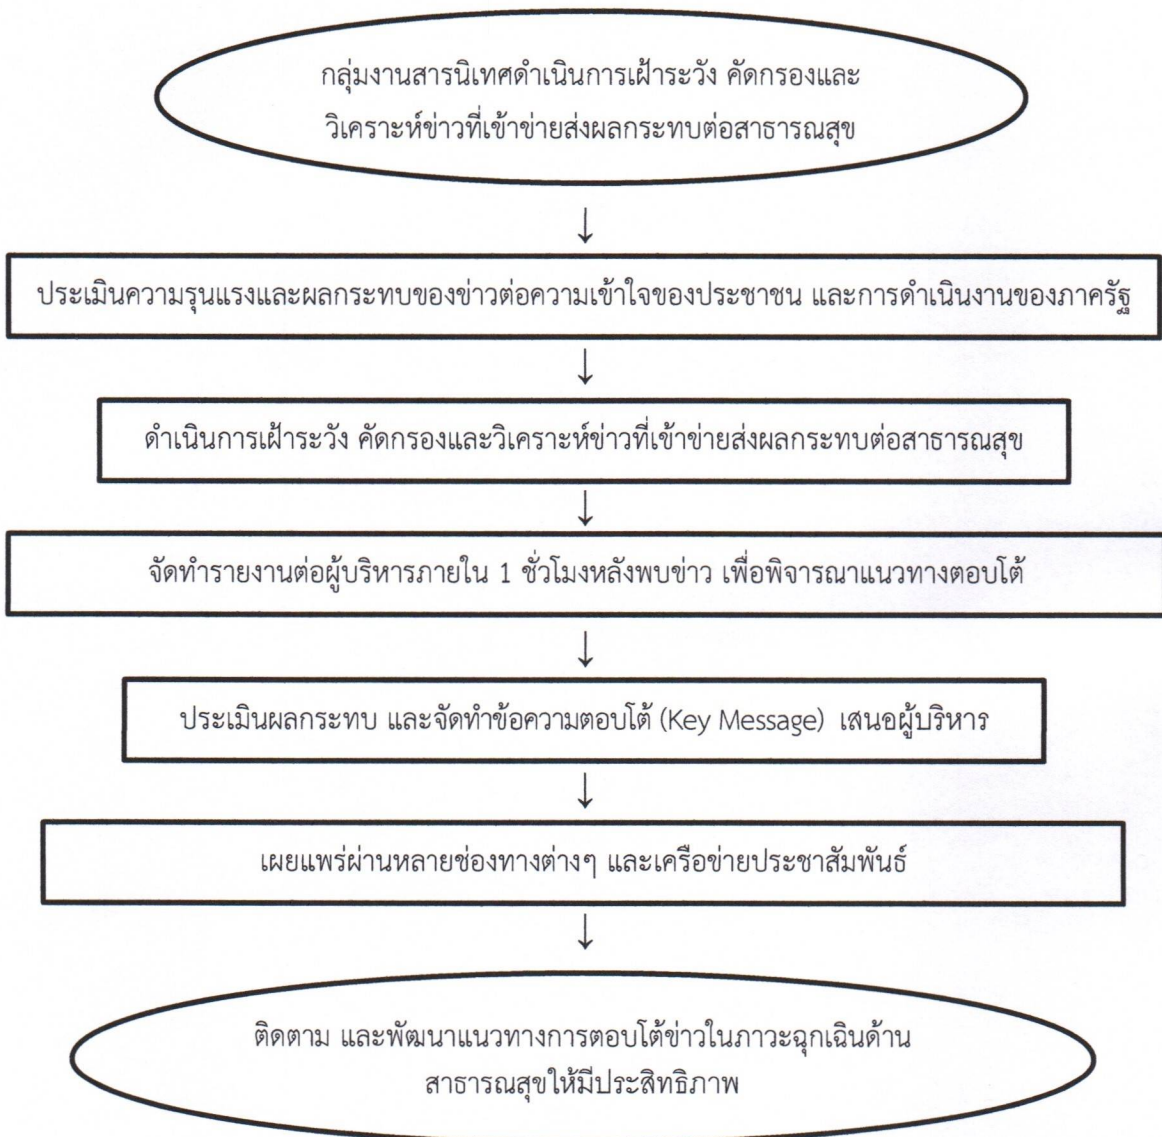 กลุ่มงานสารนิเทศดำเนินการเฝ้าระวัง คัดกรองและ
วิเคราะห์ข่าวที่เข้าข่ายส่งผลกระทบต่อสาธารณสุข
↓
ประเมินความรุนแรงและผลกระทบของข่าวต่อความเข้าใจของประชาชน และการดำเนินงานของภาครัฐ
↓
ดำเนินการเฝ้าระวัง คัดกรองและวิเคราะห์ข่าวที่เข้าข่ายส่งผลกระทบต่อสาธารณสุข
↓
จัดทำรายงานต่อผู้บริหารภายใน 1 ชั่วโมงหลังพบข่าว เพื่อพิจารณาแนวทางตอบโต้
↓
ประเมินผลกระทบ และจัดทำข้อความตอบโต้ (Key Message) เสนอผู้บริหาร
↓
เผยแพร่ผ่านหลายช่องทางต่างๆ และเครือข่ายประชาสัมพันธ์
↓
ติดตาม และพัฒนาแนวทางการตอบโต้ข่าวในภาวะฉุกเฉินด้าน
สาธารณสุขให้มีประสิทธิภาพ